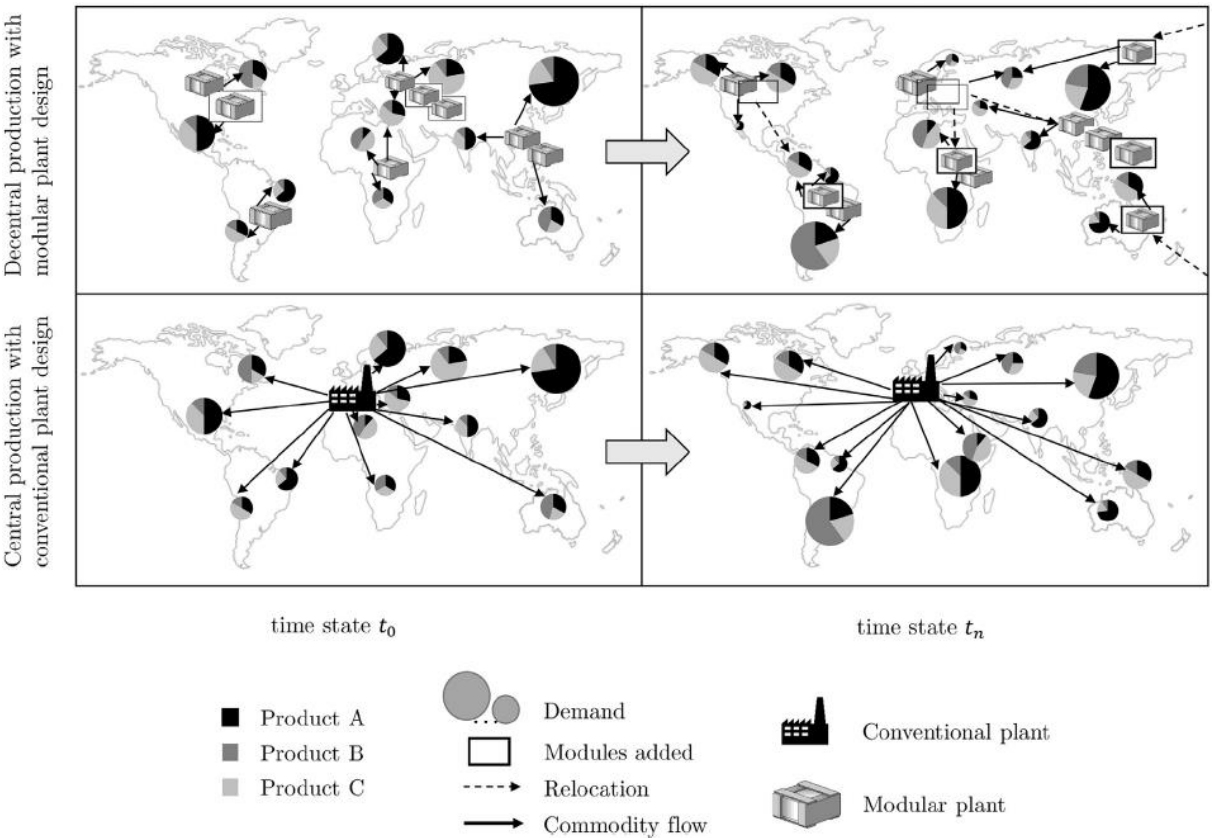 Decentral production with
modular plant design
Central production with
conventional plant design
time state t₀
time state tₙ
Product A
Product B
Product C
Demand
Modules added
Relocation
Commodity flow
Conventional plant
Modular plant